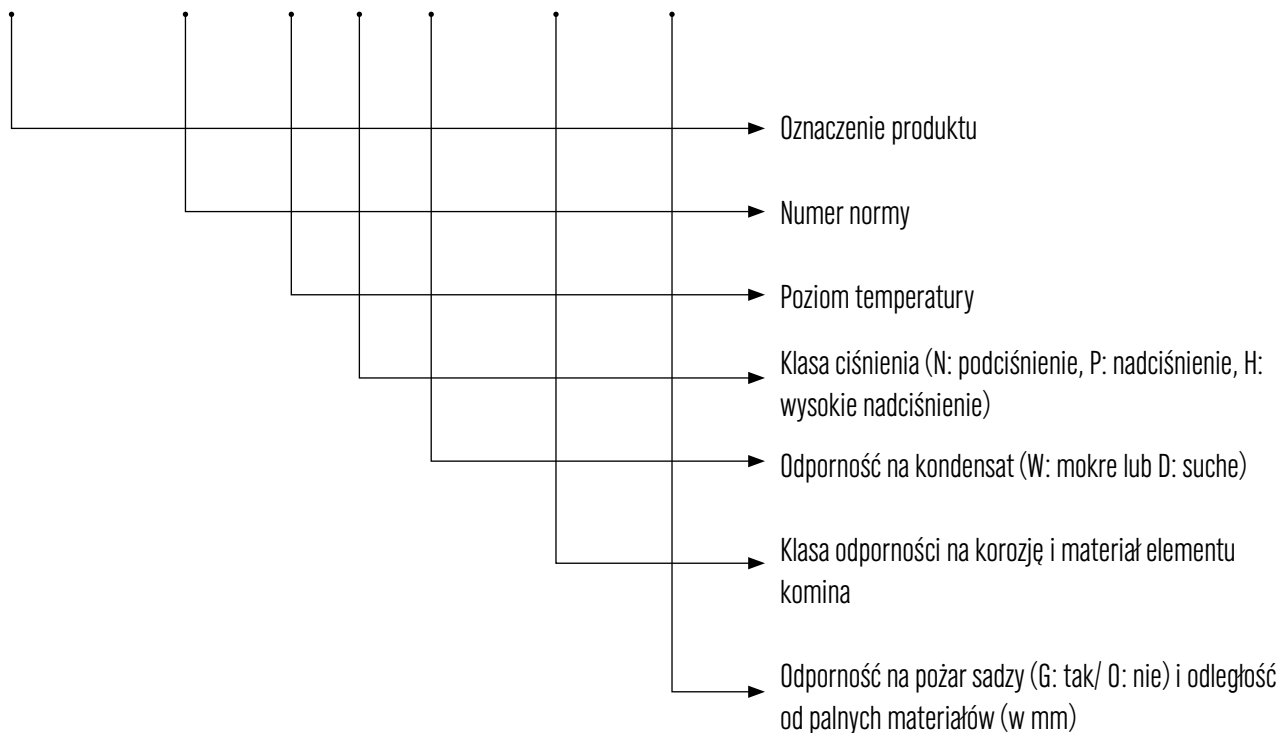 Oznaczenie produktu
Numer normy
Poziom temperatury
Klasa ciśnienia (N: podciśnienie, P: nadciśnienie, H:
wysokie nadciśnienie)
Odporność na kondensat (W: mokre lub D: suche)
Klasa odporności na korozję i materiał elementu
komina
Odporność na pożar sadzy (G: tak/ O: nie) i odległość
od palnych materiałów (w mm)